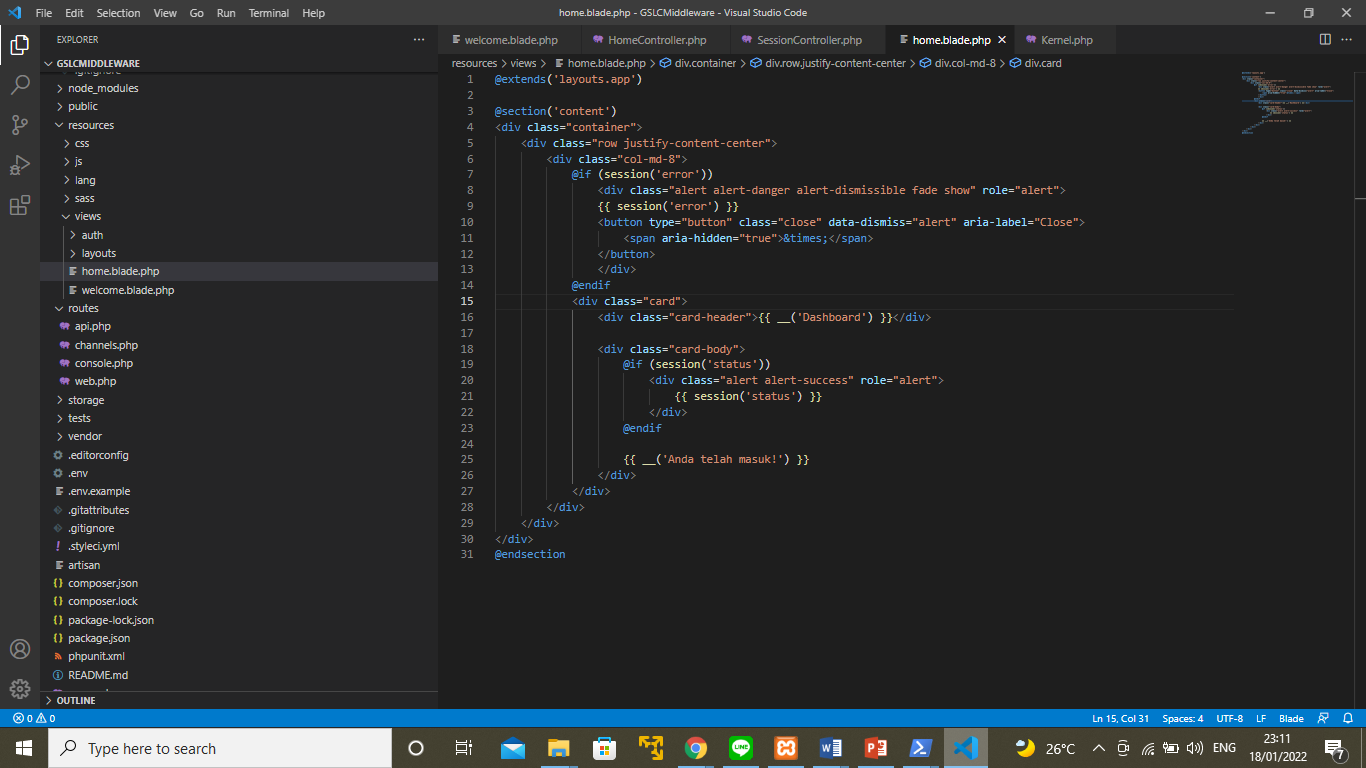 File Edit Selection View Go Run Terminal Help home.blade.php - GSLCMiddleware - Visual Studio Code
EXPLORER
GSLCMIDDLEWARE
node_modules
public
resources
css
js
lang
sass
views
auth
layouts
home.blade.php
welcome.blade.php
routes
api.php
channels.php
console.php
web.php
storage
tests
vendor
.editorconfig
.env
.env.example
.gitattributes
.gitignore
.styleci.yml
artisan
composer.json
composer.lock
package-lock.json
package.json
phpunit.xml
README.md
OUTLINE
welcome.blade.php HomeController.php SessionController.php home.blade.php Kernel.php
resources > views > home.blade.php > div.container > div.row.justify-content-center > div.col-md-8 > div.card
1 @extends('layouts.app')
2
3 @section('content')
4 <div class="container">
5 <div class="row justify-content-center">
6 <div class="col-md-8">
7 @if (session('error'))
8 <div class="alert alert-danger alert-dismissible fade show" role="alert">
9 {{ session('error') }}
10 <button type="button" class="close" data-dismiss="alert" aria-label="Close">
11 <span aria-hidden="true">&times;</span>
12 </button>
13 </div>
14 @endif
15 <div class="card">
16 <div class="card-header">{{ __('Dashboard') }}</div>
17
18 <div class="card-body">
19 @if (session('status'))
20 <div class="alert alert-success" role="alert">
21 {{ session('status') }}
22 </div>
23 @endif
24
25 {{ __('Anda telah masuk!') }}
26 </div>
27 </div>
28 </div>
29 </div>
30 </div>
31 @endsection
0 0 Ln 15, Col 31 Spaces: 4 UTF-8 LF Blade
Type here to search
LINE
26°C
ENG
23:11
18/01/2022
7